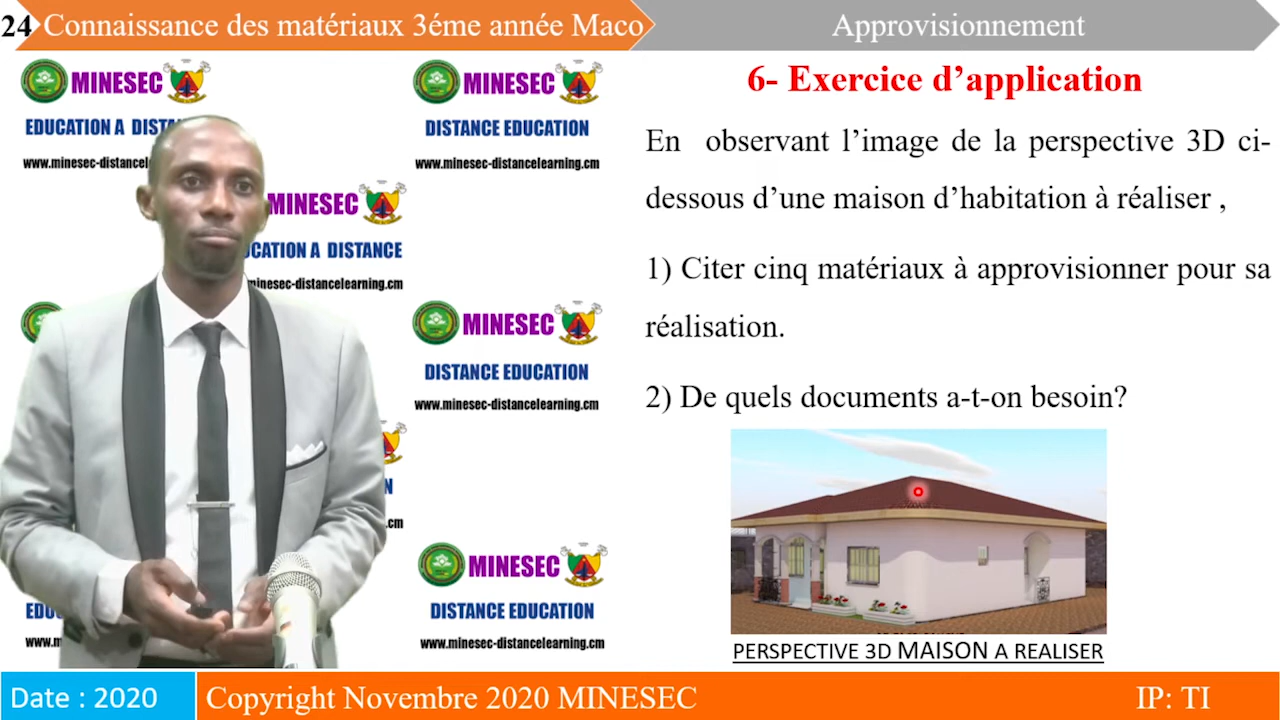 24 Connaissance des matériaux 3éme année Maco
Approvisionnement
MINESEC
EDUCATION A DIST
www.minesec-distancel
MINESEC
DISTANCE EDUCATION
www.minesec-distancelearning.cm
MINESEC
CATION A DISTANCE
minesec-distancelearning.cm
MINESEC
DISTANCE EDUCATION
www.minesec-distancelearning.cm
N
.cm
MINESEC
DISTANCE EDUCATION
www.minesec-distancelearning.cm
EDU
www.m
6- Exercice d’application
En observant l’image de la perspective 3D ci-
dessous d’une maison d’habitation à réaliser ,
1) Citer cinq matériaux à approvisionner pour sa
réalisation.
2) De quels documents a-t-on besoin?
PERSPECTIVE 3D MAISON A REALISER
Date : 2020
Copyright Novembre 2020 MINESEC
IP: TI